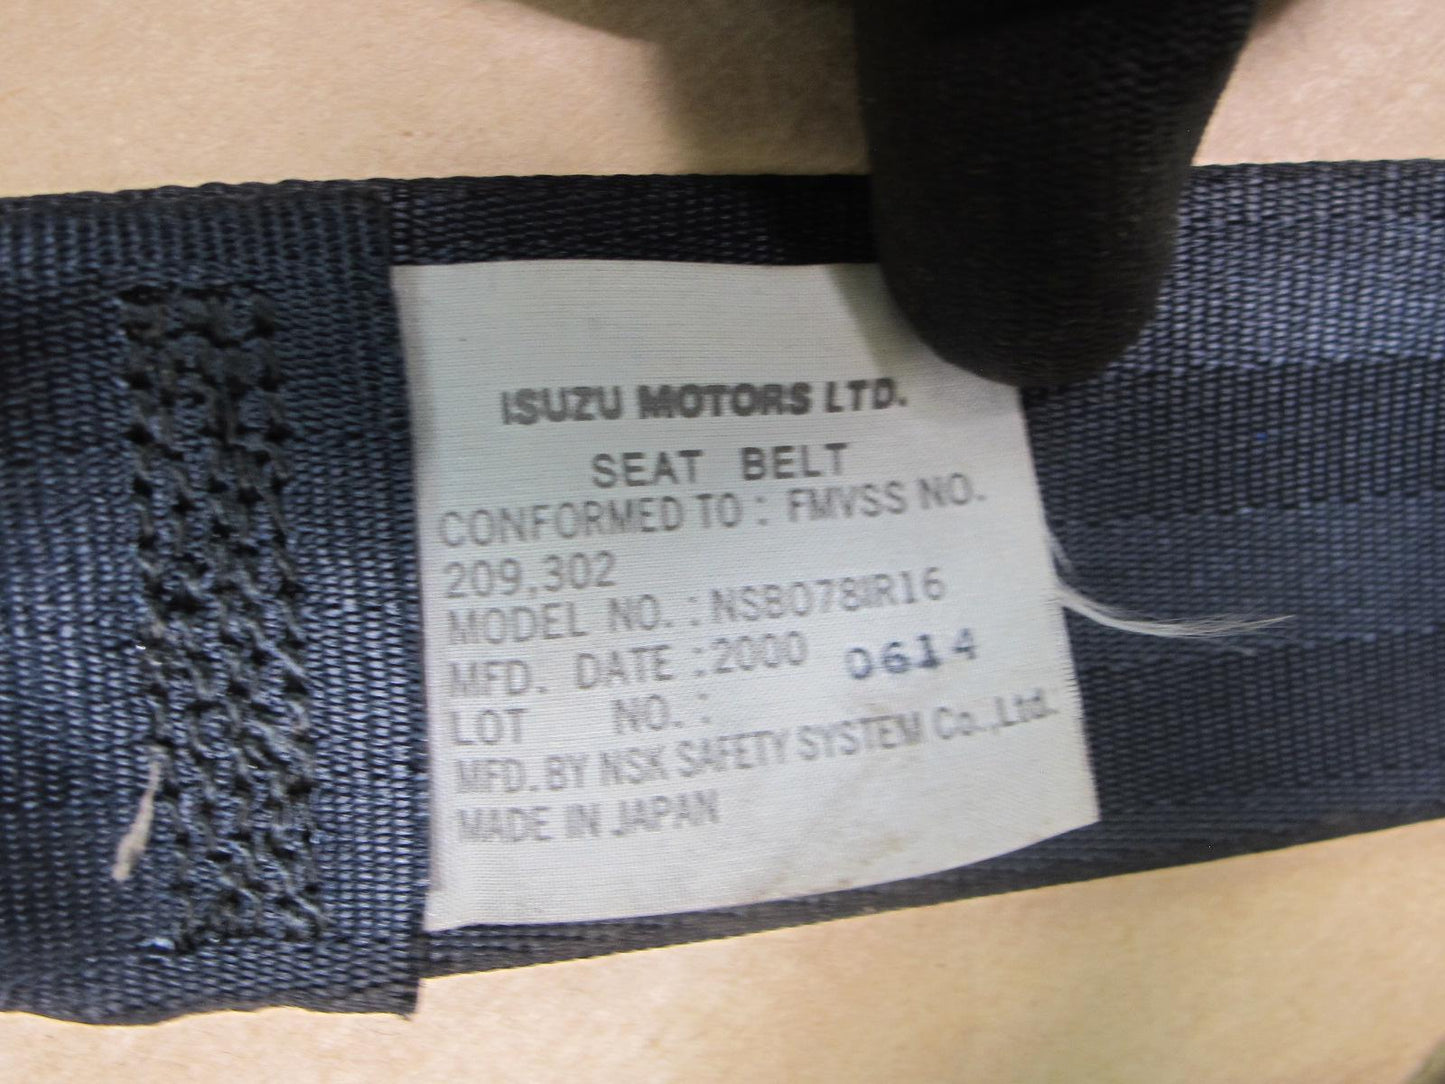 ISUZU MOTORS LTD.
SEAT BELT
CONFORMED TO : FMVSS NO.
209,302
MODEL NO. : NSB078IIR16
MFD. DATE : 2000 0614
LOT NO. :
MFD. BY NSK SAFETY SYSTEM Co.,Ltd.
MADE IN JAPAN